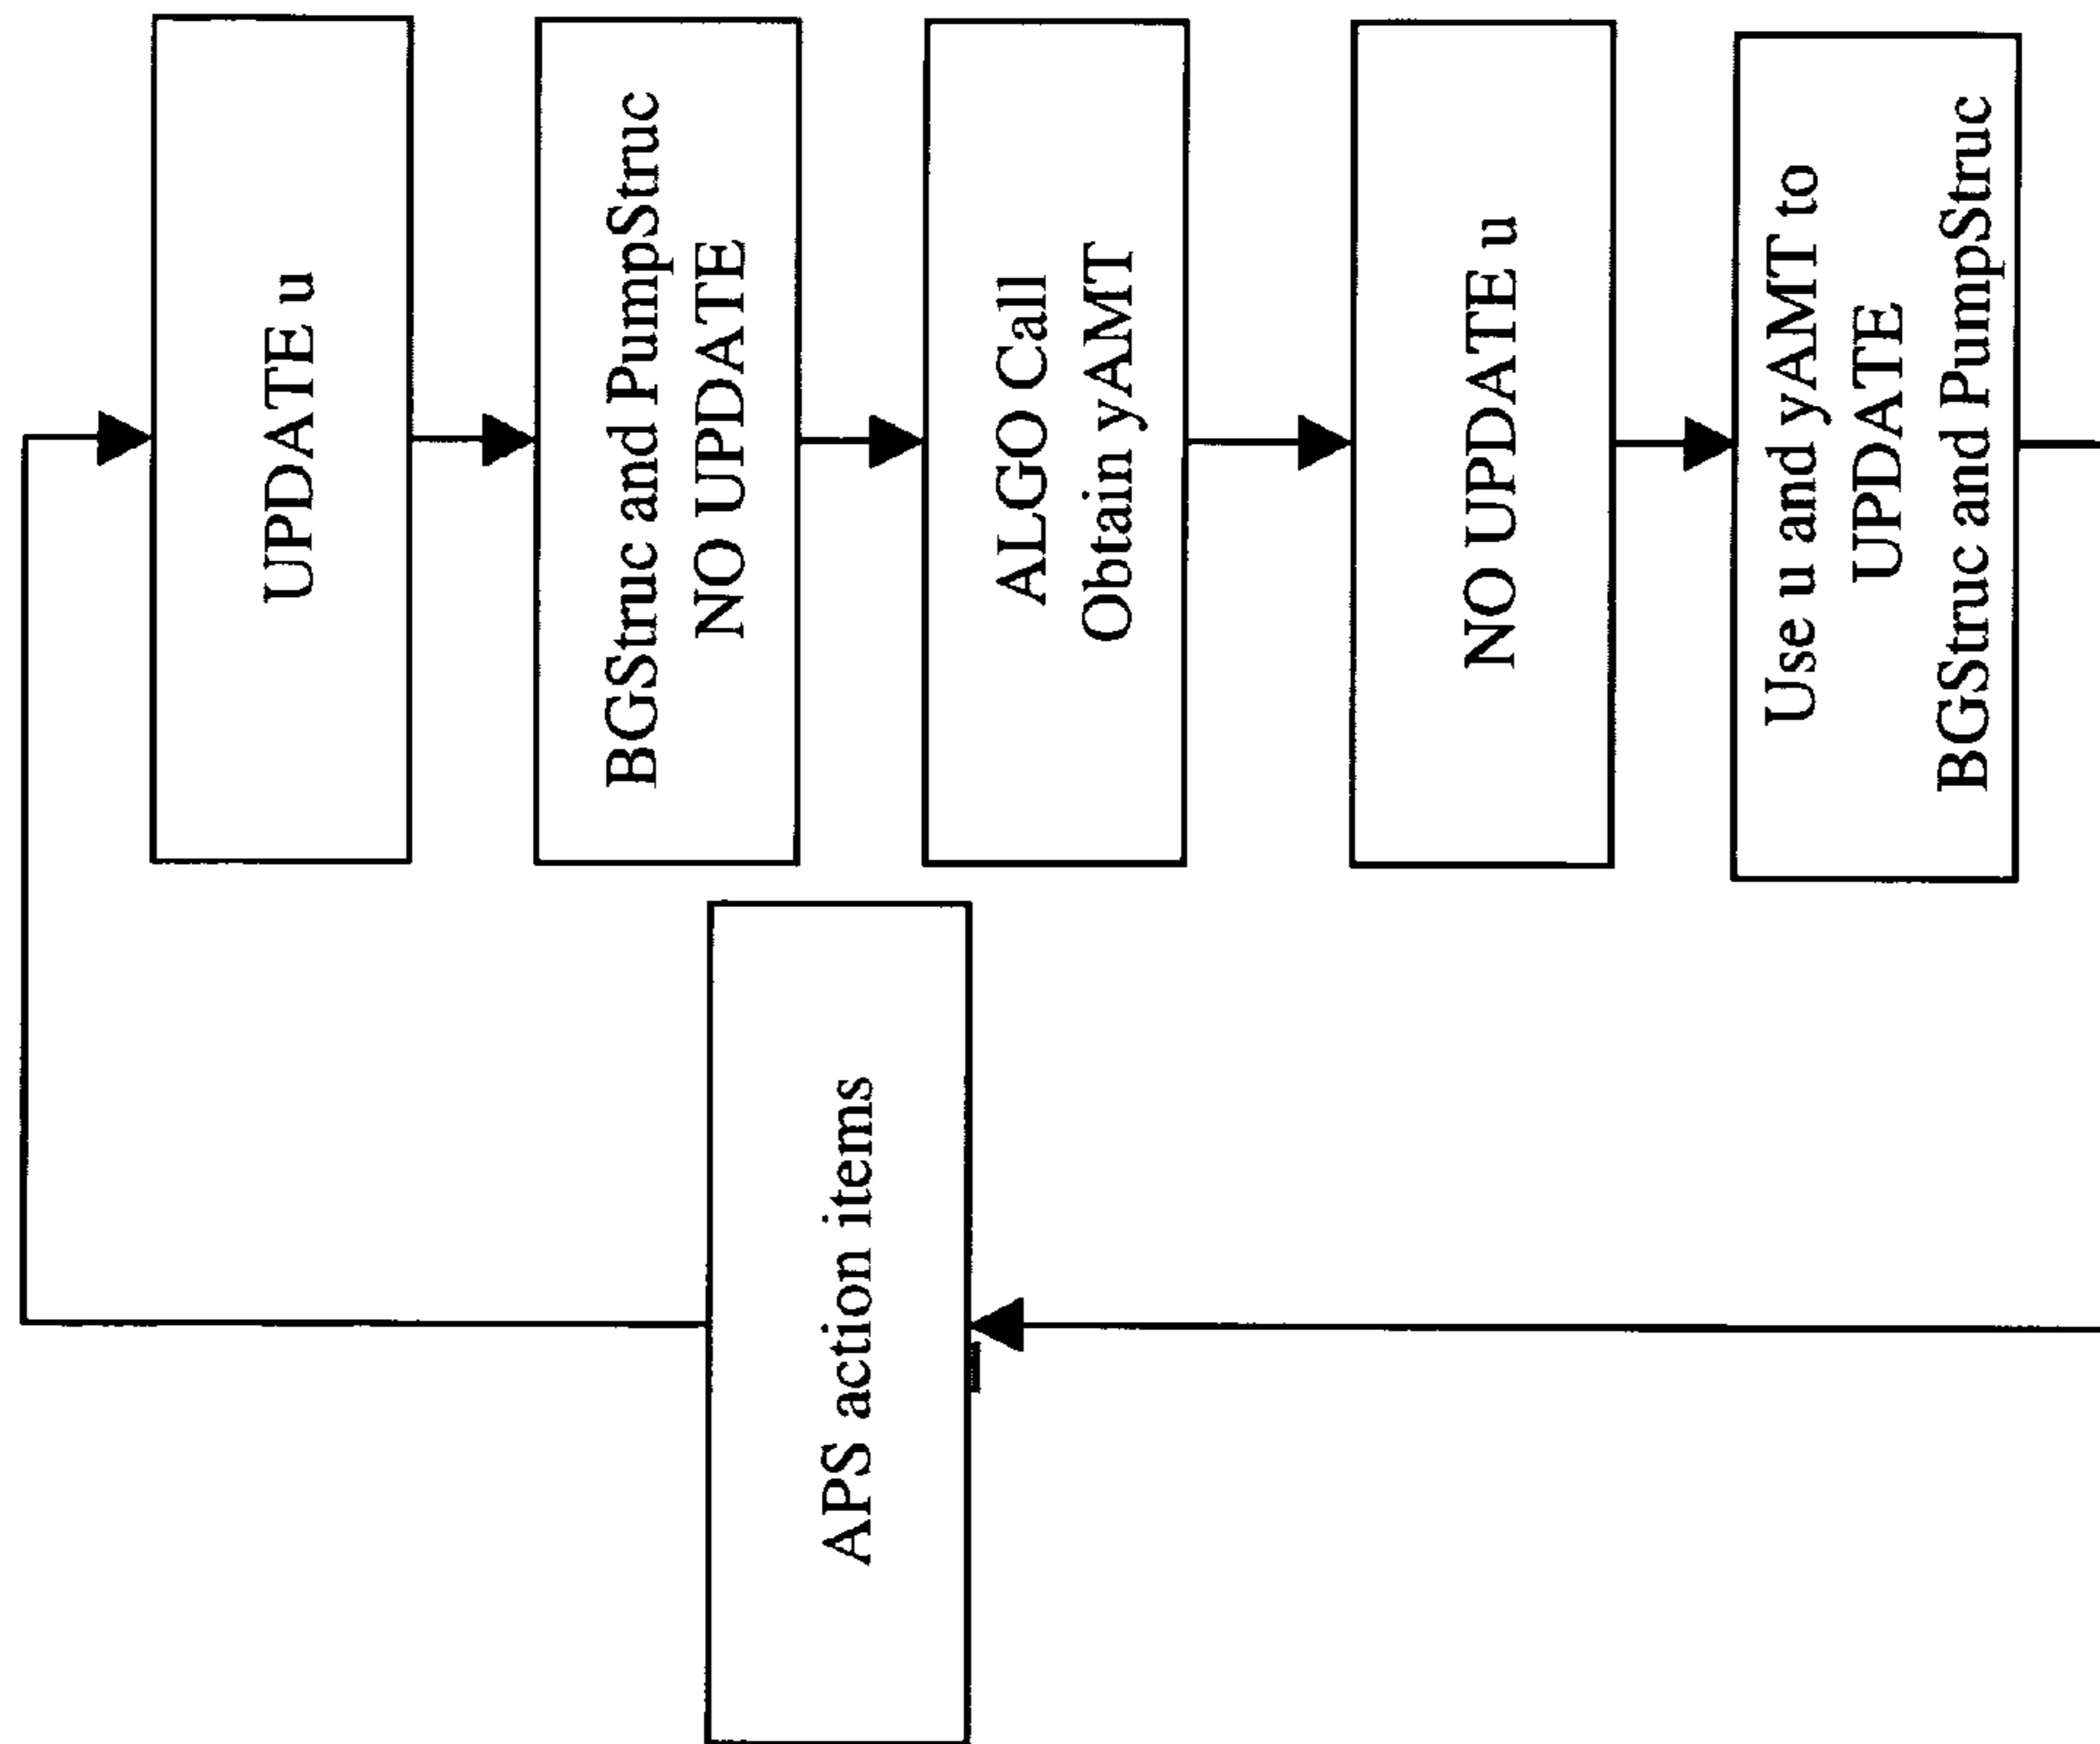 UPDATE u
BGStruc and PumpStruc
NO UPDATE
ALGO Call
Obtain yAMT
NO UPDATE u
Use u and yAMT to
UPDATE
BGStruc and PumpStruc
APS action items